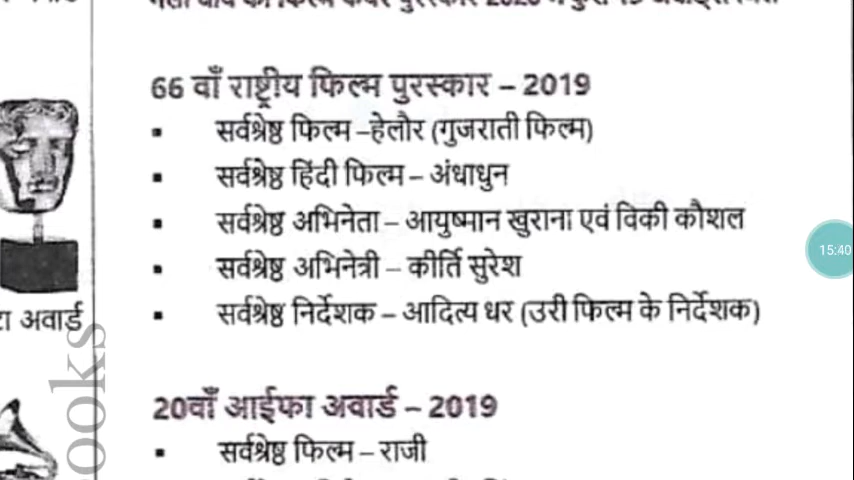 66 वाँ राष्ट्रीय फिल्म पुरस्कार – 2019
▪ सर्वश्रेष्ठ फिल्म –हेलौर (गुजराती फिल्म)
▪ सर्वश्रेष्ठ हिंदी फिल्म – अंधाधुन
▪ सर्वश्रेष्ठ अभिनेता – आयुष्मान खुराना एवं विकी कौशल
▪ सर्वश्रेष्ठ अभिनेत्री – कीर्ति सुरेश
15:40
▪ सर्वश्रेष्ठ निर्देशक – आदित्य धर (उरी फिल्म के निर्देशक)
अवार्ड
ooks
20वाँ आईफा अवार्ड – 2019
▪ सर्वश्रेष्ठ फिल्म – राजी